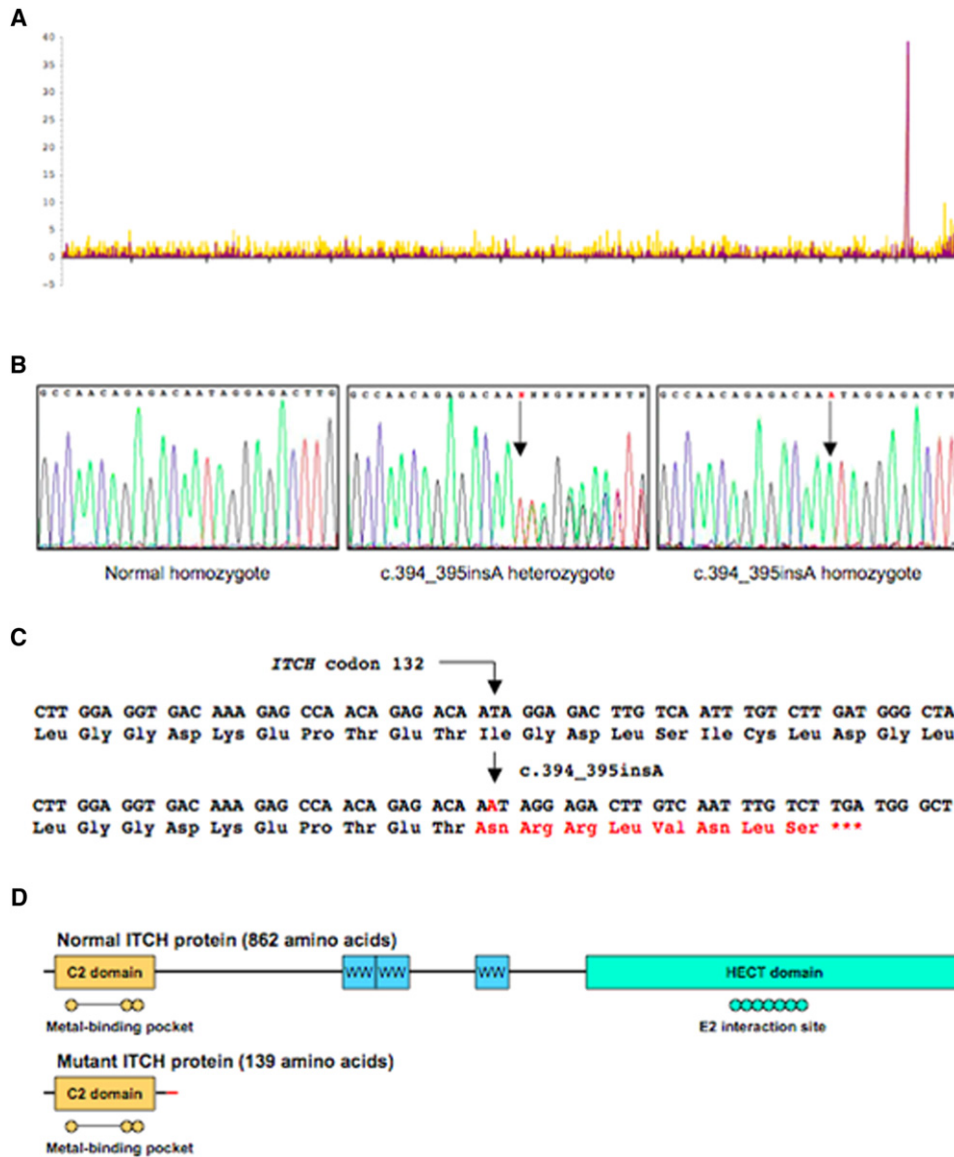 A
40
35
30
25
20
15
10
5
0
-5
B
GCCAACAGAGACAATAGGAGACTTG
GCCAACAGAGACAANNNGNNNNNTN
GCCAACAGAGACAAATAGGAGACTT
Normal homozygote
c.394_395insA heterozygote
c.394_395insA homozygote
C
ITCH codon 132
CTT GGA GGT GAC AAA GAG CCA ACA GAG ACA ATA GGA GAC TTG TCA ATT TGT CTT GAT GGG CTA
Leu Gly Gly Asp Lys Glu Pro Thr Glu Thr Ile Gly Asp Leu Ser Ile Cys Leu Asp Gly Leu
c.394_395insA
CTT GGA GGT GAC AAA GAG CCA ACA GAG ACA AAT AGG AGA CTT GTC AAT TTG TCT TGA TGG GCT
Leu Gly Gly Asp Lys Glu Pro Thr Glu Thr Asn Arg Arg Leu Val Asn Leu Ser ***
D
Normal ITCH protein (862 amino acids)
C2 domain WW WW WW HECT domain
Metal-binding pocket E2 interaction site
Mutant ITCH protein (139 amino acids)
C2 domain
Metal-binding pocket